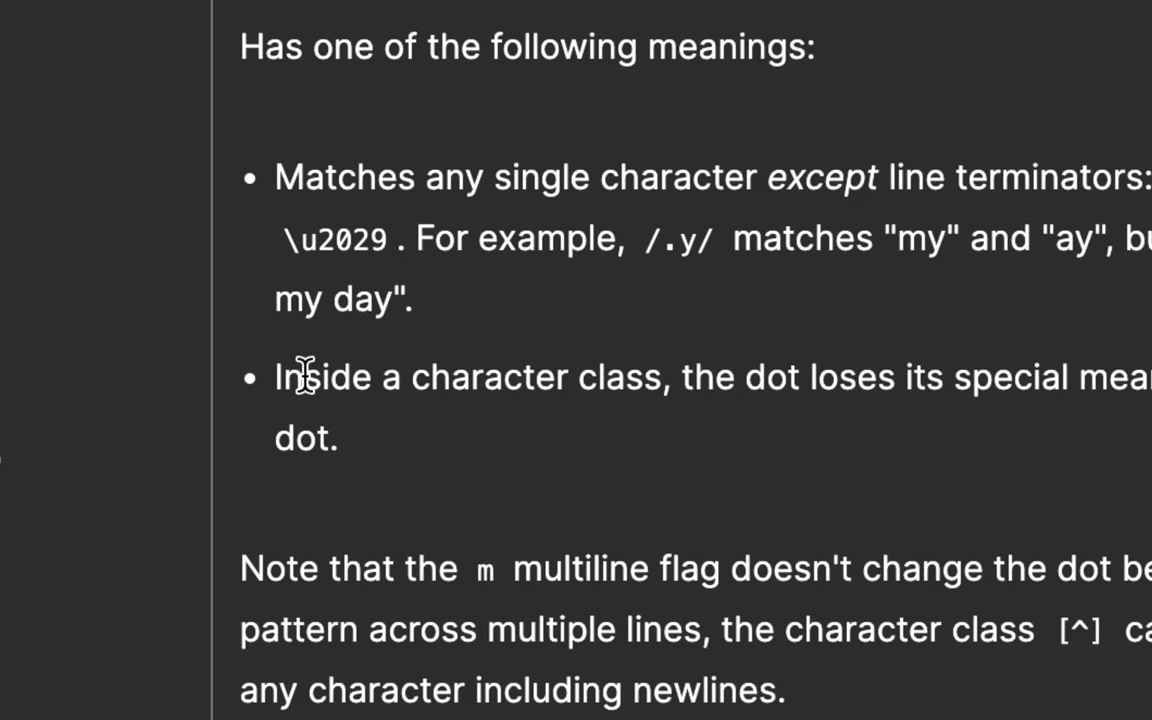 Has one of the following meanings:
• Matches any single character except line terminators:
\u2029 . For example, /.y/ matches "my" and "ay", bu
my day".
• Inside a character class, the dot loses its special mea
dot.
Note that the m multiline flag doesn't change the dot be
pattern across multiple lines, the character class [^] ca
any character including newlines.